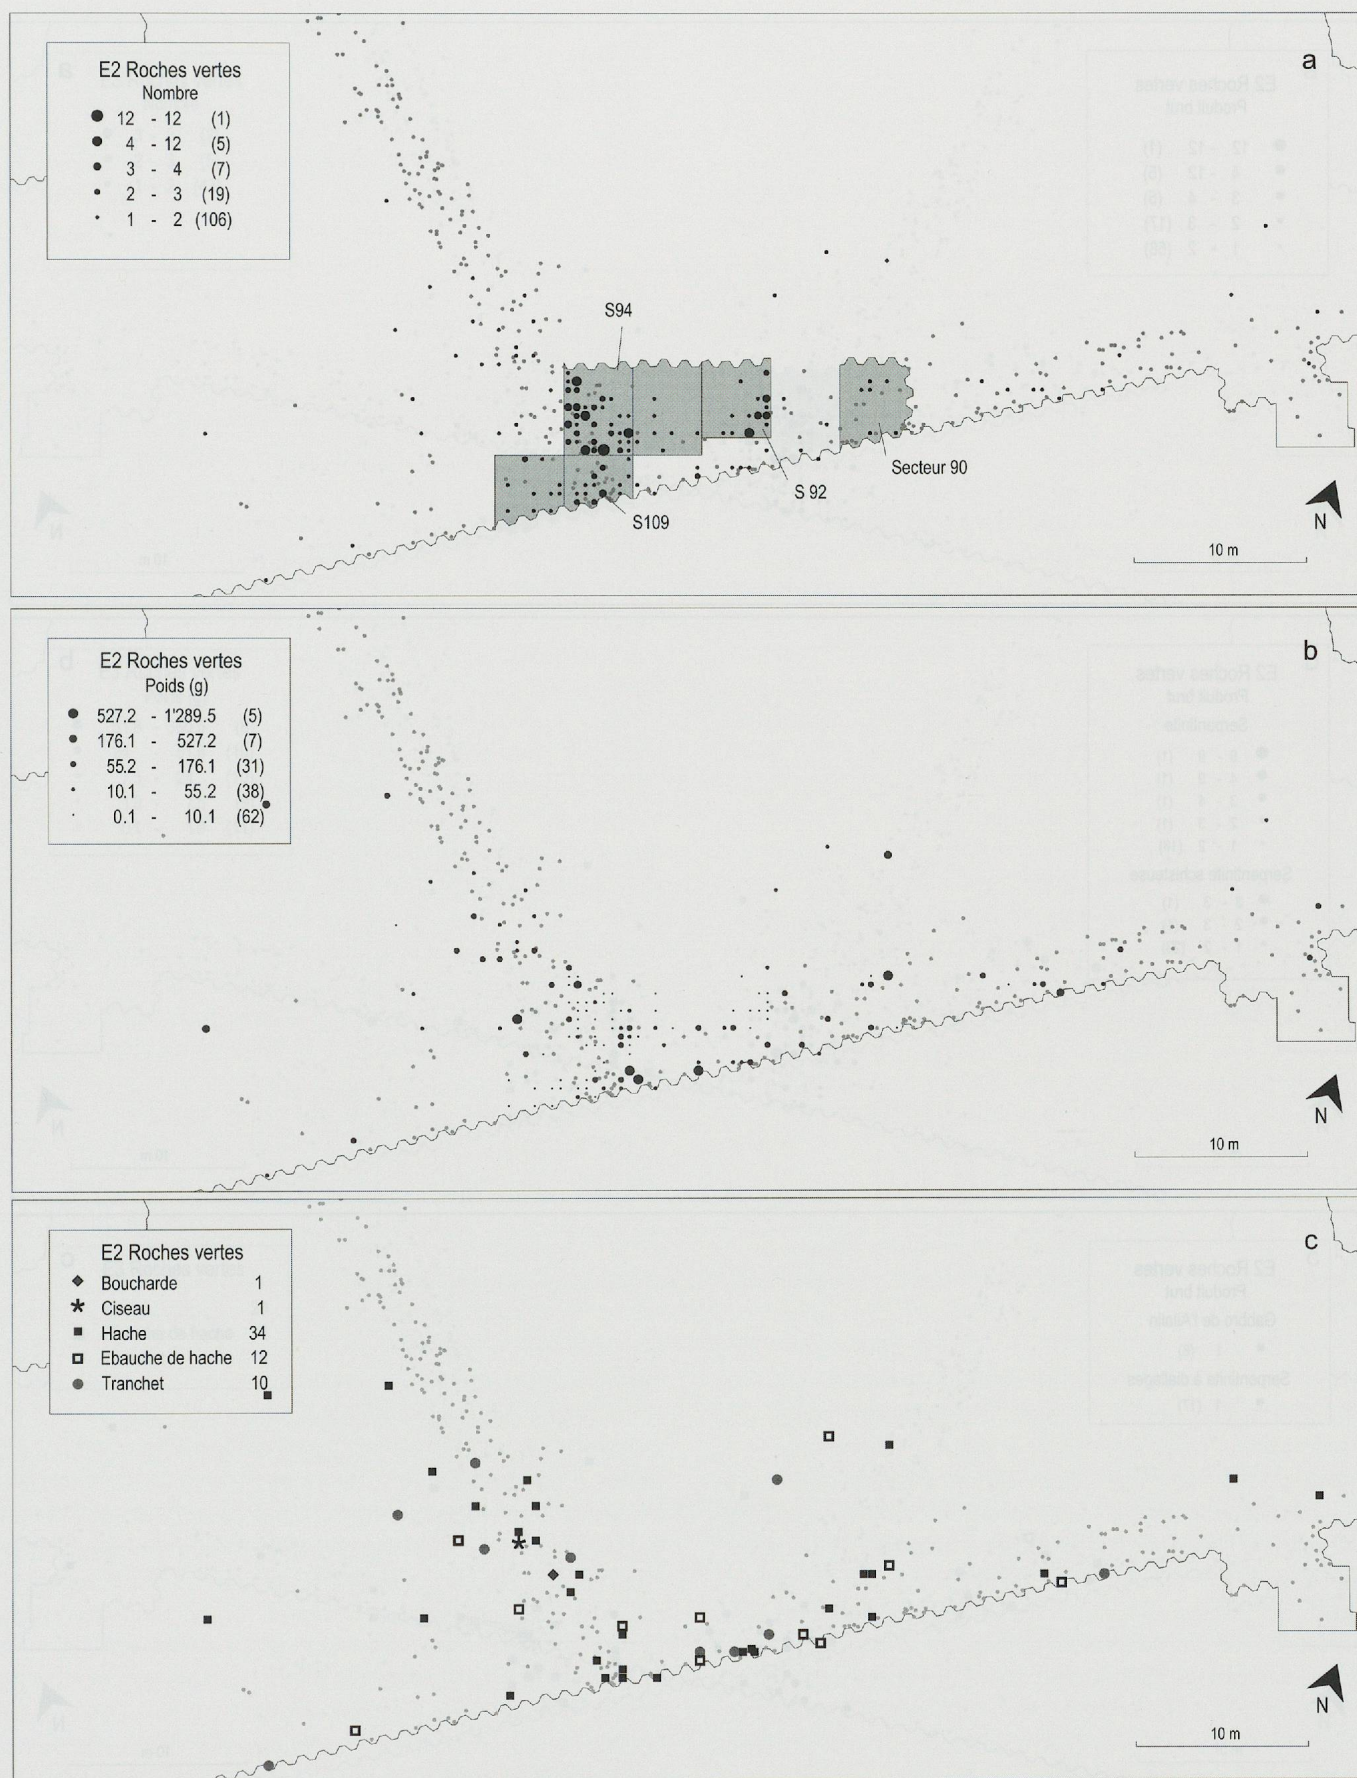 a
E2 Roches vertes
Nombre
12 - 12 (1)
4 - 12 (5)
3 - 4 (7)
2 - 3 (19)
1 - 2 (106)
S94
S 92
Secteur 90
S109
N
10 m
b
E2 Roches vertes
Poids (g)
527.2 - 1'289.5 (5)
176.1 - 527.2 (7)
55.2 - 176.1 (31)
10.1 - 55.2 (38)
0.1 - 10.1 (62)
N
10 m
c
E2 Roches vertes
Boucharde 1
Ciseau 1
Hache 34
Ebauche de hache 12
Tranchet 10
N
10 m